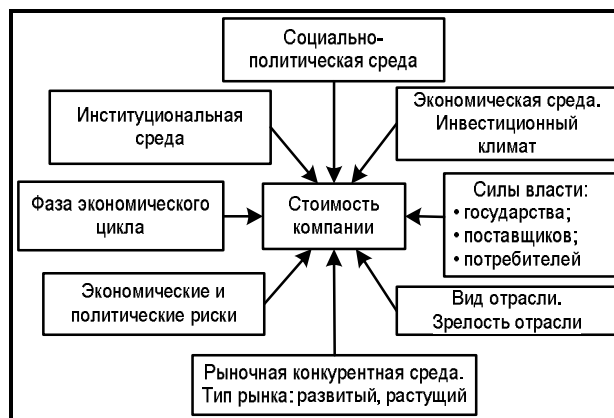 Социально-
политическая среда
Институциональная
среда
Экономическая среда.
Инвестиционный
климат
Фаза экономического
цикла
Стоимость
компании
Силы власти:
• государства;
• поставщиков;
• потребителей
Экономические и
политические риски
Вид отрасли.
Зрелость отрасли
Рыночная конкурентная среда.
Тип рынка: развитый, растущий